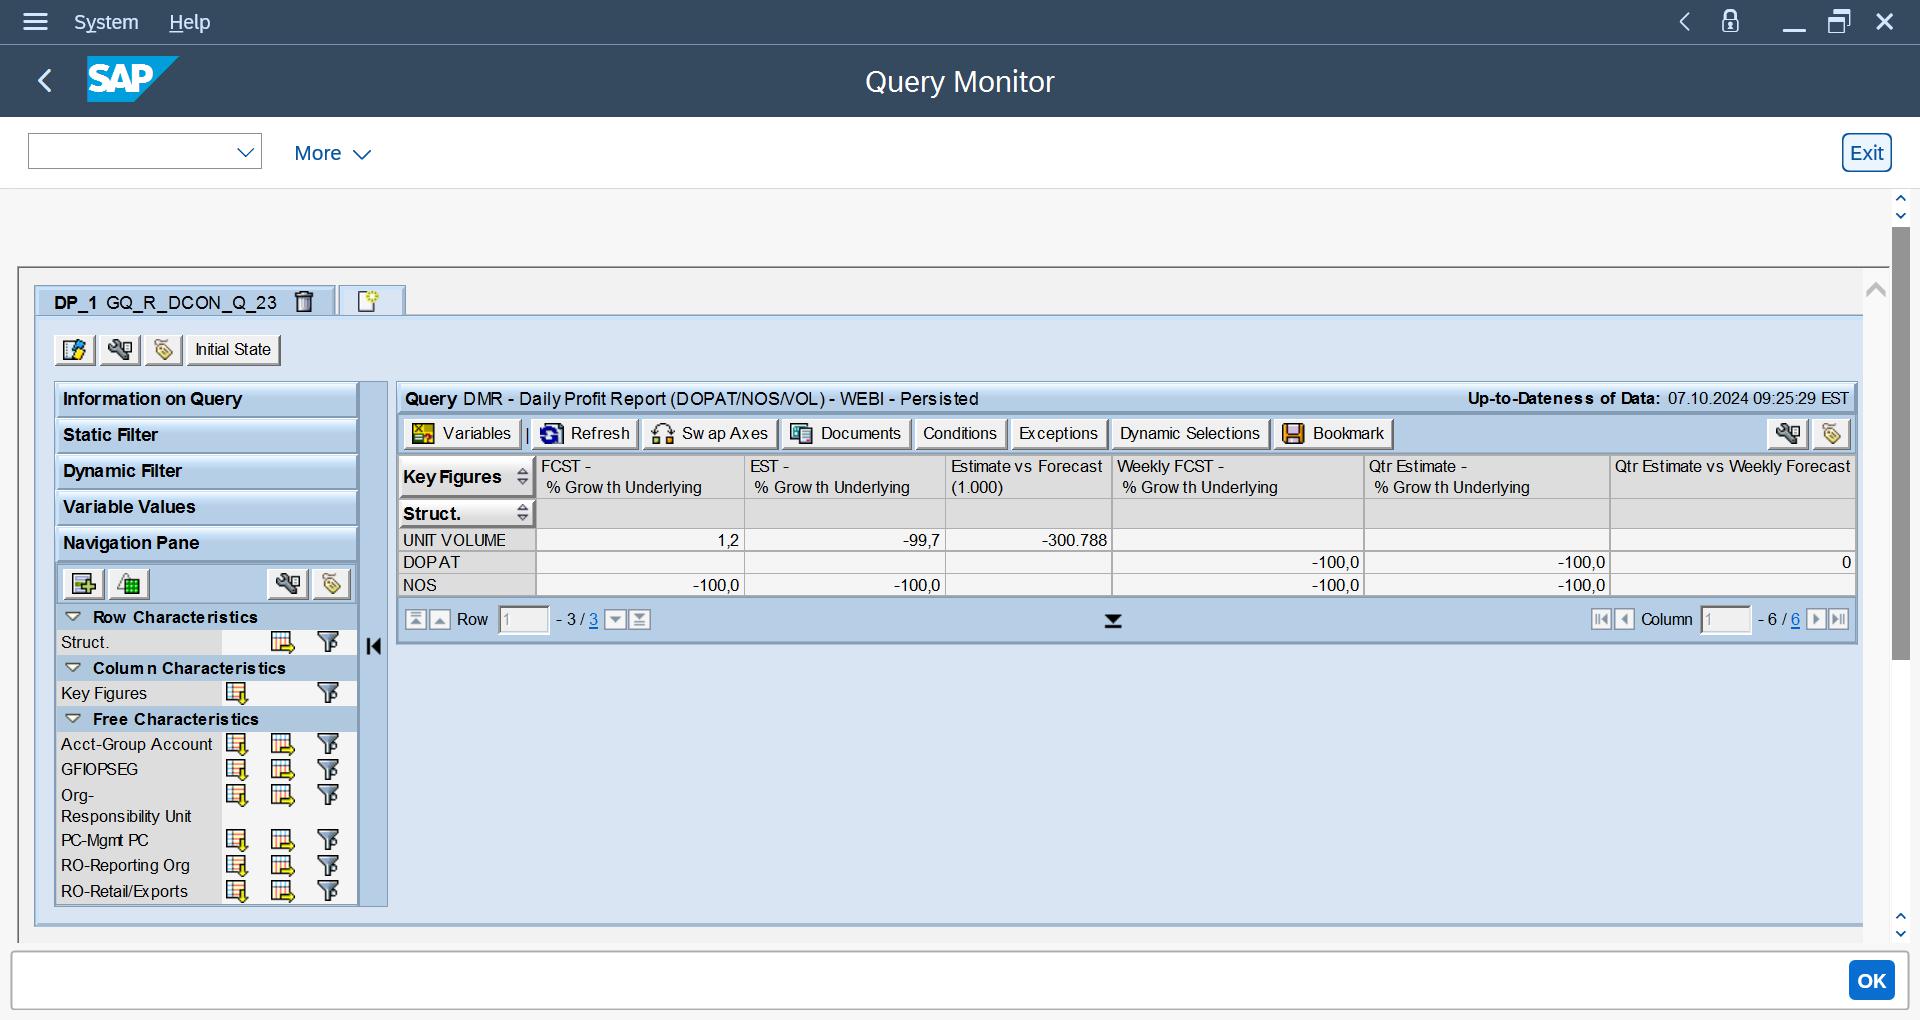 System Help
SAP Query Monitor
More Exit
DP_1 GQ_R_DCON_Q_23
Initial State
Information on Query
Static Filter
Dynamic Filter
Variable Values
Navigation Pane
Row Characteristics
Struct.
Column Characteristics
Key Figures
Free Characteristics
Acct-Group Account
GFIOPSEG
Org-
Responsibility Unit
PC-Mgmt PC
RO-Reporting Org
RO-Retail/Exports
Query DMR - Daily Profit Report (DOPAT/NOS/VOL) - WEBI - Persisted Up-to-Dateness of Data: 07.10.2024 09:25:29 EST
Variables | Refresh Swap Axes Documents Conditions Exceptions Dynamic Selections Bookmark
Key Figures FCST - EST - Estimate vs Forecast Weekly FCST - Qtr Estimate - Qtr Estimate vs Weekly Forecast
% Growth Underlying % Growth Underlying (1.000) % Growth Underlying % Growth Underlying
Struct.
UNIT VOLUME 1,2 -99,7 -300.788
DOPAT -100,0 -100,0 0
NOS -100,0 -100,0 -100,0 -100,0
Row 1 - 3 / 3 Column 1 - 6 / 6
OK